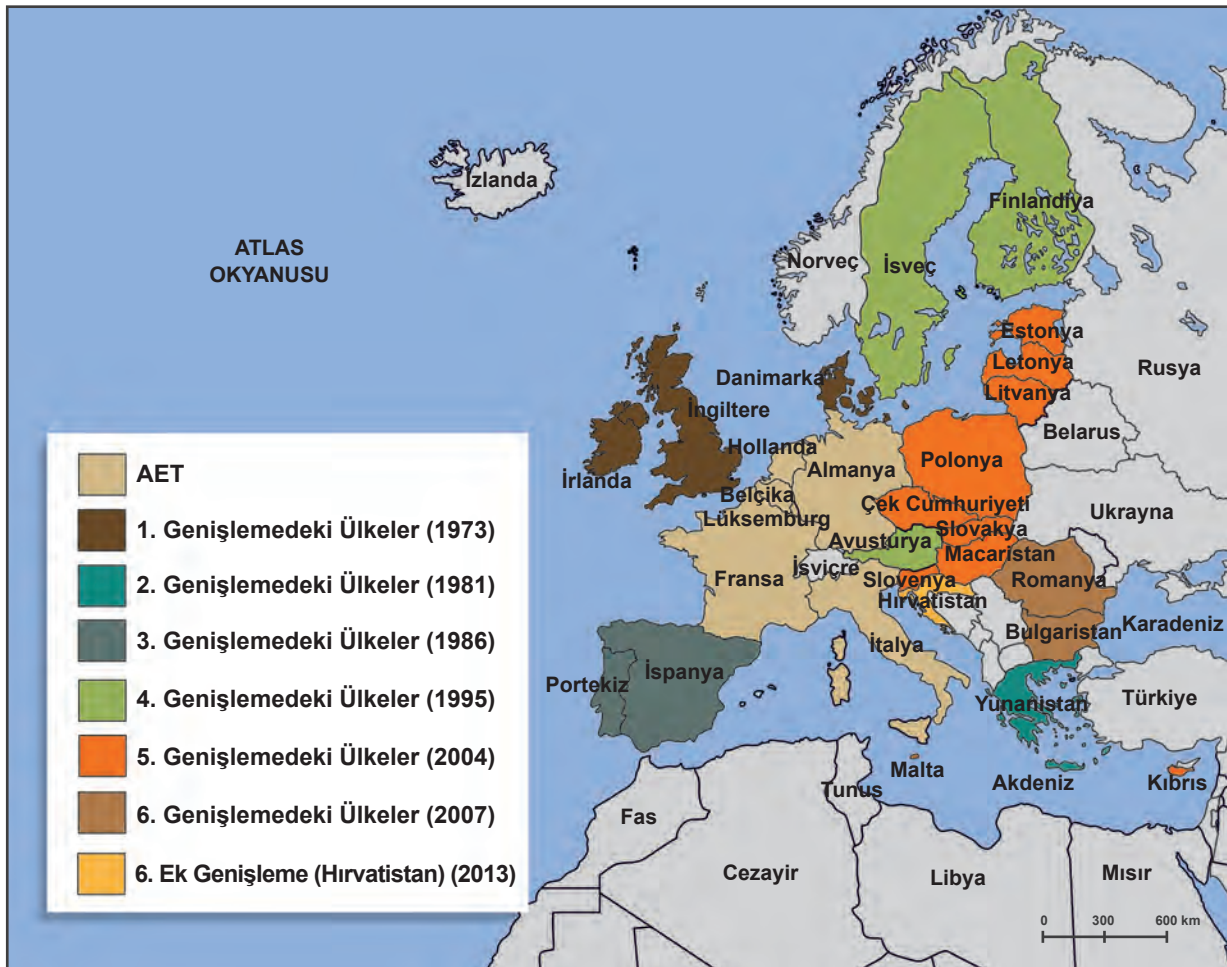 İzlanda
ATLAS
OKYANUSU
Norveç
İsveç
Finlandiya
Estonya
Letonya
Litvanya
Rusya
Danimarka
İngiltere
Belarus
Hollanda
Almanya
Polonya
İrlanda
Belçika
Lüksemburg
Çek Cumhuriyeti
Ukrayna
Slovakya
Avusturya
Macaristan
İsviçre
Fransa
Slovenya
Romanya
Hırvatistan
Bulgaristan
Karadeniz
İtalya
Portekiz
İspanya
Yunanistan
Türkiye
Malta
Akdeniz
Kıbrıs
Tunus
Fas
Cezayir
Libya
Mısır
AET
1. Genişlemedeki Ülkeler (1973)
2. Genişlemedeki Ülkeler (1981)
3. Genişlemedeki Ülkeler (1986)
4. Genişlemedeki Ülkeler (1995)
5. Genişlemedeki Ülkeler (2004)
6. Genişlemedeki Ülkeler (2007)
6. Ek Genişleme (Hırvatistan) (2013)
0 300 600 km